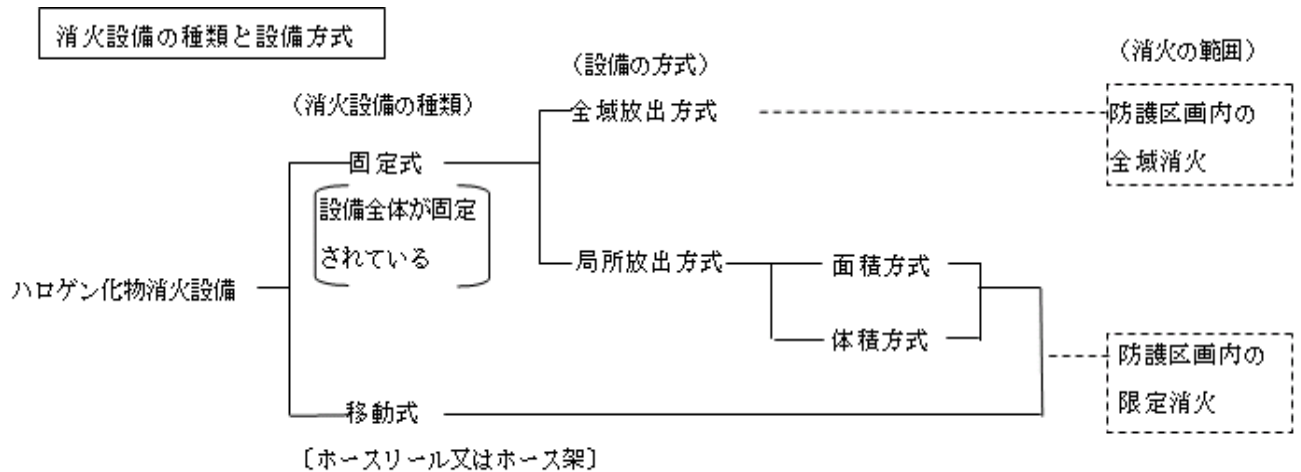 消火設備の種類と設備方式
（消火の範囲）
（設備の方式）
（消火設備の種類）
全域放出方式
防護区画内の
全域消火
固定式
設備全体が固定
されている
局所放出方式
面積方式
ハロゲン化物消火設備
体積方式
防護区画内の
限定消火
移動式
〔ホースリール又はホース架〕